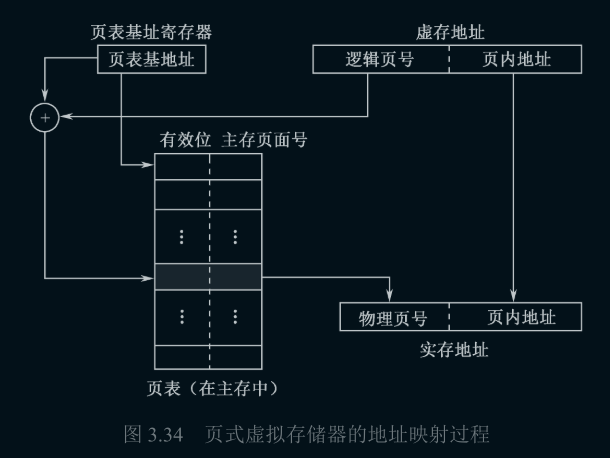 页表基址寄存器 虚存地址
页表基地址 逻辑页号 页内地址
+
有效位 主存页面号
⋮ ⋮
⋮ ⋮
物理页号 页内地址
实存地址
页表（在主存中）
图 3.34 页式虚拟存储器的地址映射过程